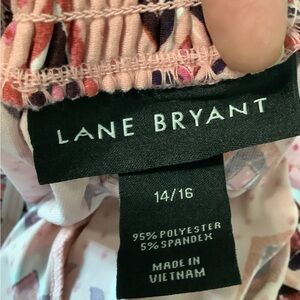 LANE BRYANT
14/16
95% POLYESTER
5% SPANDEX
MADE IN
VIETNAM